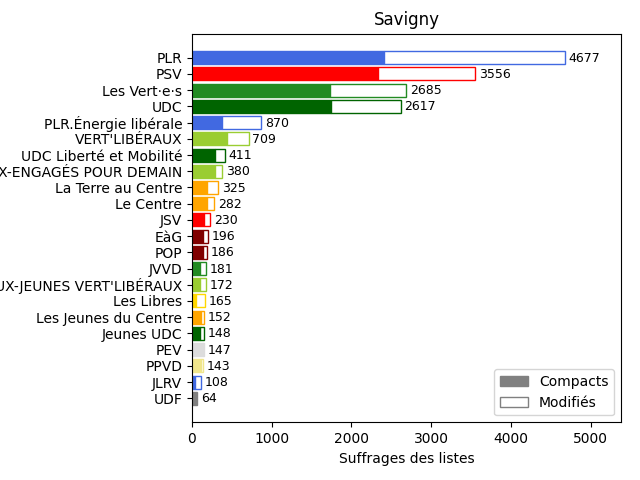 Savigny
PLR 4677
PSV 3556
Les Vert·e·s 2685
UDC 2617
PLR.Énergie libérale 870
VERT'LIBÉRAUX 709
UDC Liberté et Mobilité 411
X-ENGAGÉS POUR DEMAIN 380
La Terre au Centre 325
Le Centre 282
JSV 230
EàG 196
POP 186
JVVD 181
UX-JEUNES VERT'LIBÉRAUX 172
Les Libres 165
Les Jeunes du Centre 152
Jeunes UDC 148
PEV 147
PPVD 143
JLRV 108
UDF 64
Compacts
Modifiés
0 1000 2000 3000 4000 5000
Suffrages des listes